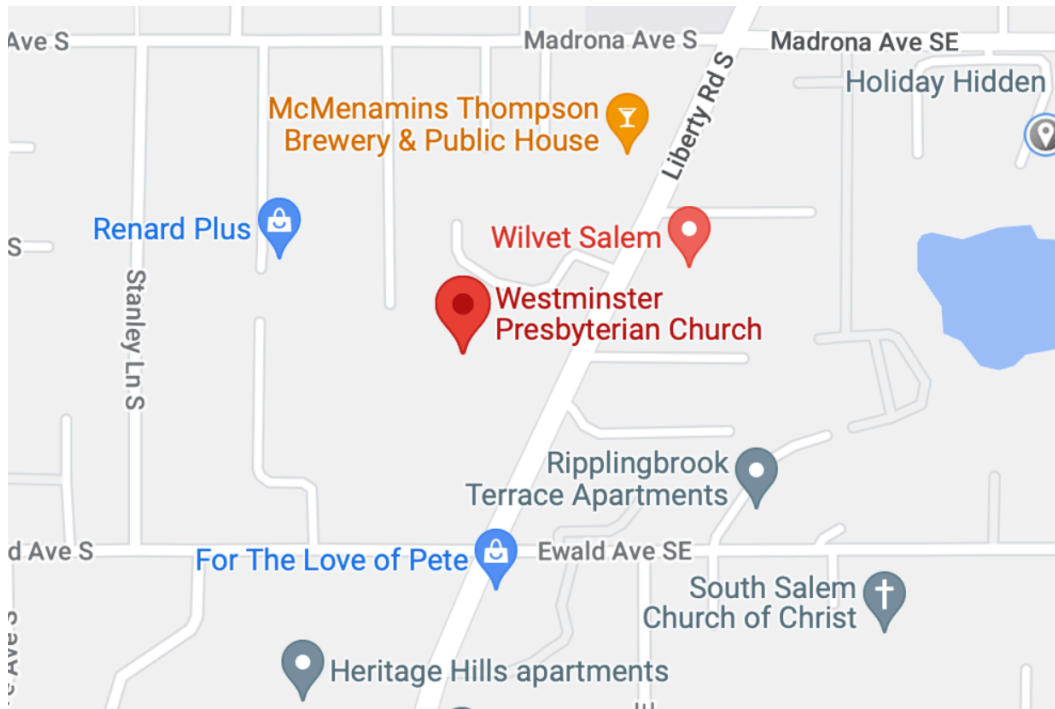 Ave S
Madrona Ave S
Madrona Ave SE
Holiday Hidden
McMenamins Thompson
Brewery & Public House
Liberty Rd S
Renard Plus
Wilvet Salem
S
Stanley Ln S
Westminster
Presbyterian Church
Ripplingbrook
Terrace Apartments
d Ave S
For The Love of Pete
Ewald Ave SE
South Salem
Church of Christ
Ave S
Heritage Hills apartments